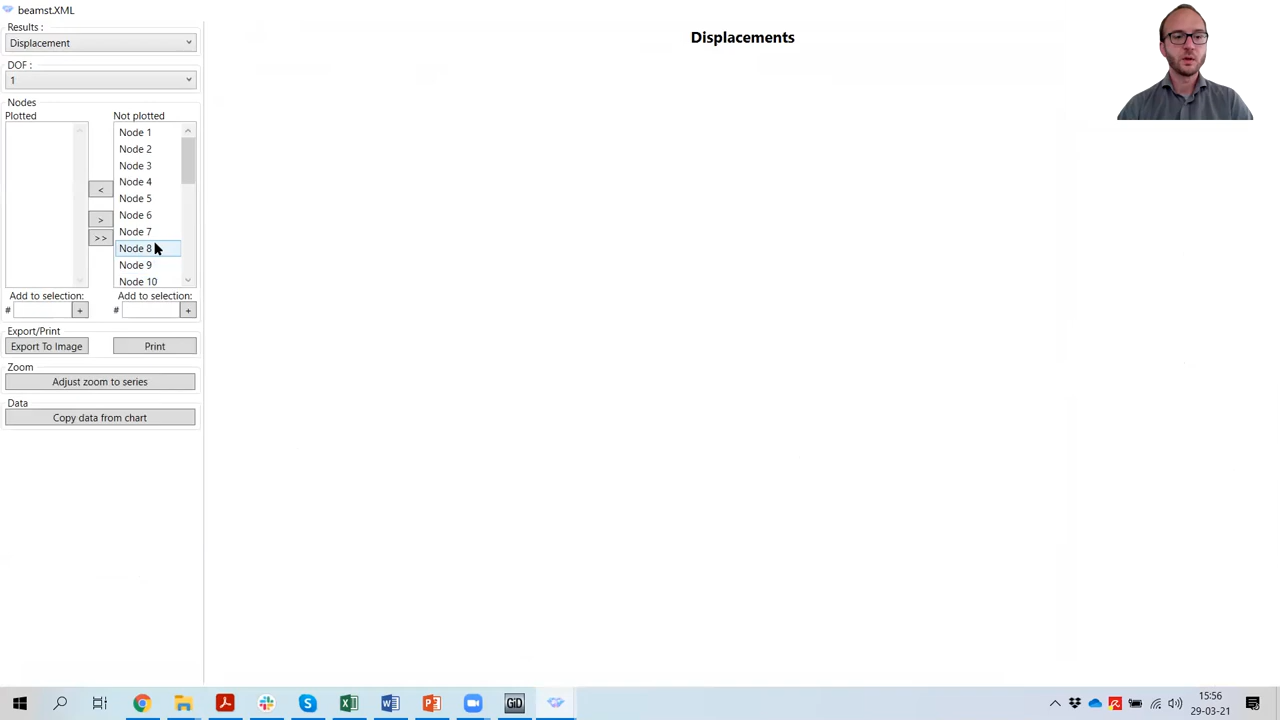 beamst.XML
Results:
Displacement
DOF :
1
Nodes
Plotted
Not plotted
Node 1
Node 2
Node 3
Node 4
Node 5
Node 6
Node 7
Node 8
Node 9
Node 10
<
>
>>
Add to selection:
Add to selection:
#
+
#
+
Export/Print
Export To Image
Print
Zoom
Adjust zoom to series
Data
Copy data from chart
Displacements
GiD
15:56
29-03-21